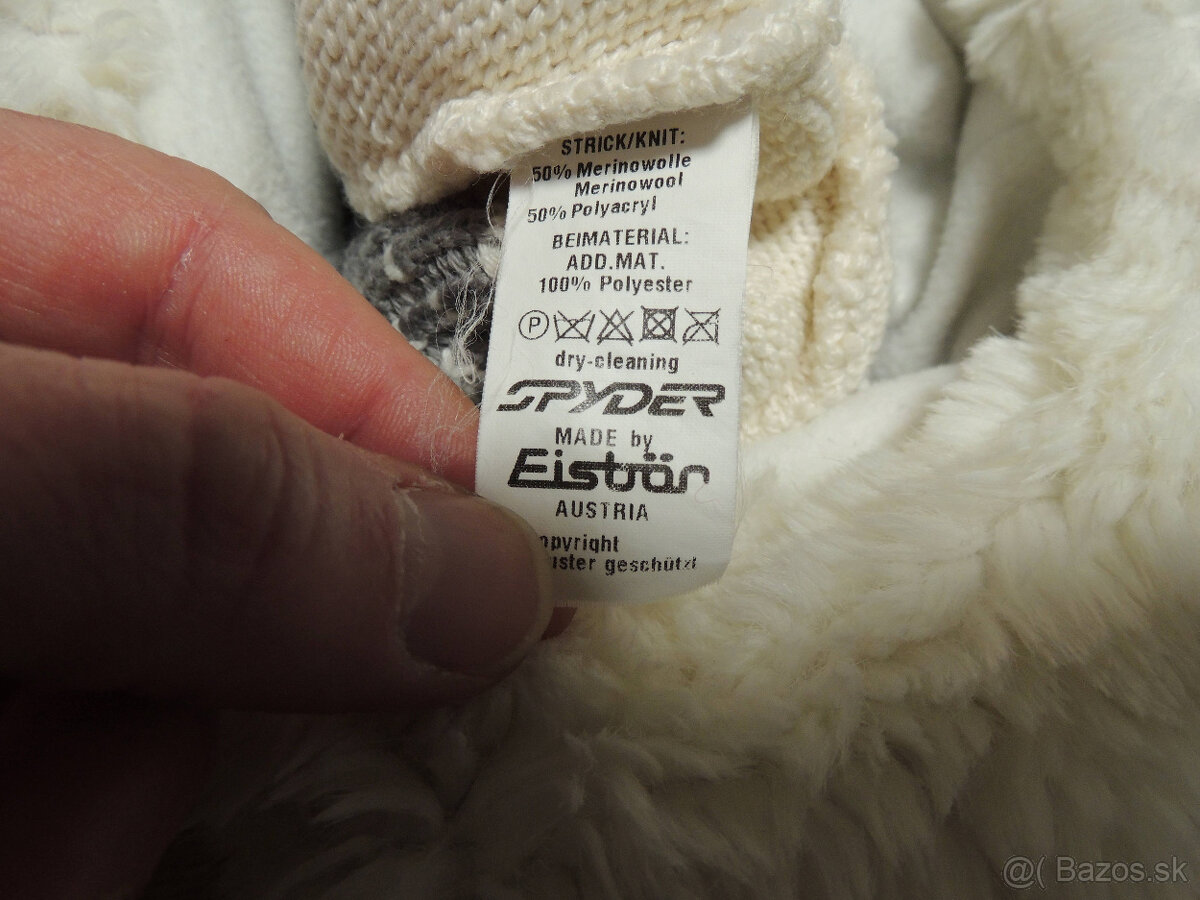 STRICK/KNIT:
50% Merinowolle
Merinowool
50% Polyacryl
BEIMATERIAL:
ADD.MAT.
100% Polyester
P
dry-cleaning
SPYDER
MADE by
Eisbär
AUSTRIA
opyright
uster geschützt
@( Bazos.sk